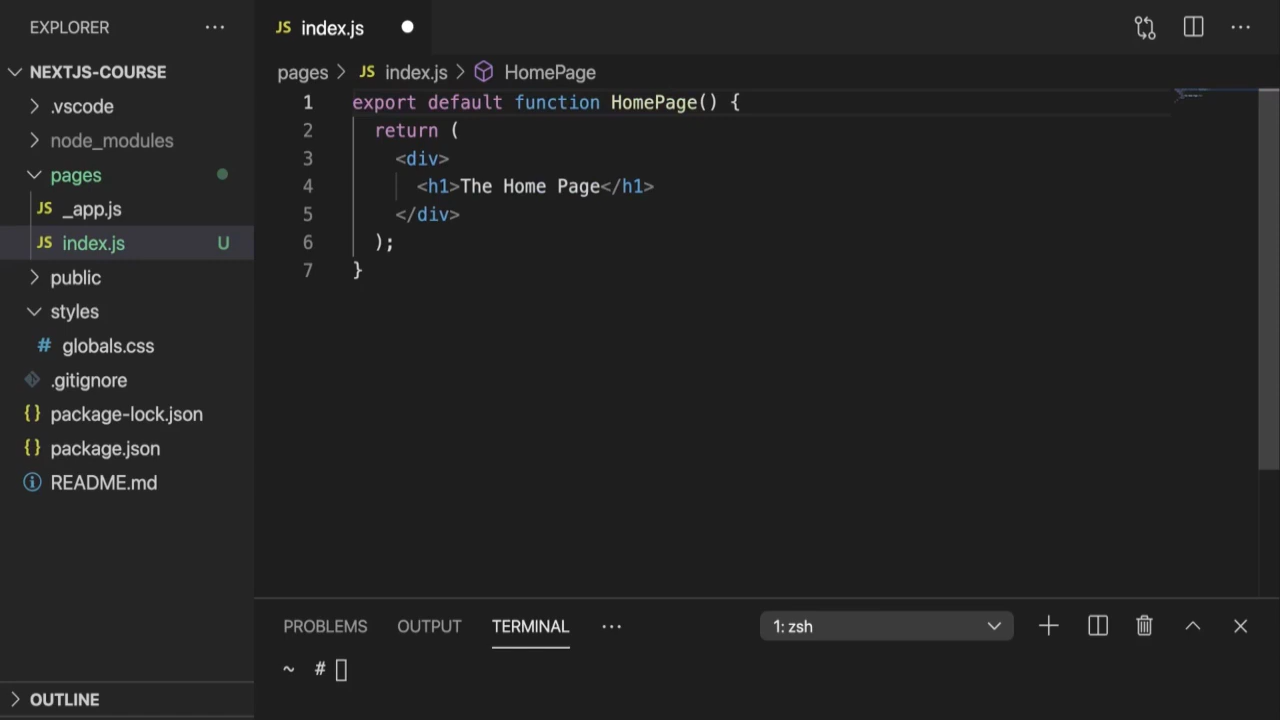 EXPLORER
NEXTJS-COURSE
.vscode
node_modules
pages
JS _app.js
JS index.js U
public
styles
# globals.css
.gitignore
{} package-lock.json
{} package.json
README.md
OUTLINE
JS index.js
pages > JS index.js > HomePage
1 export default function HomePage() {
2 return (
3 <div>
4 <h1>The Home Page</h1>
5 </div>
6 );
7 }
PROBLEMS OUTPUT TERMINAL ··· 1: zsh
~ #